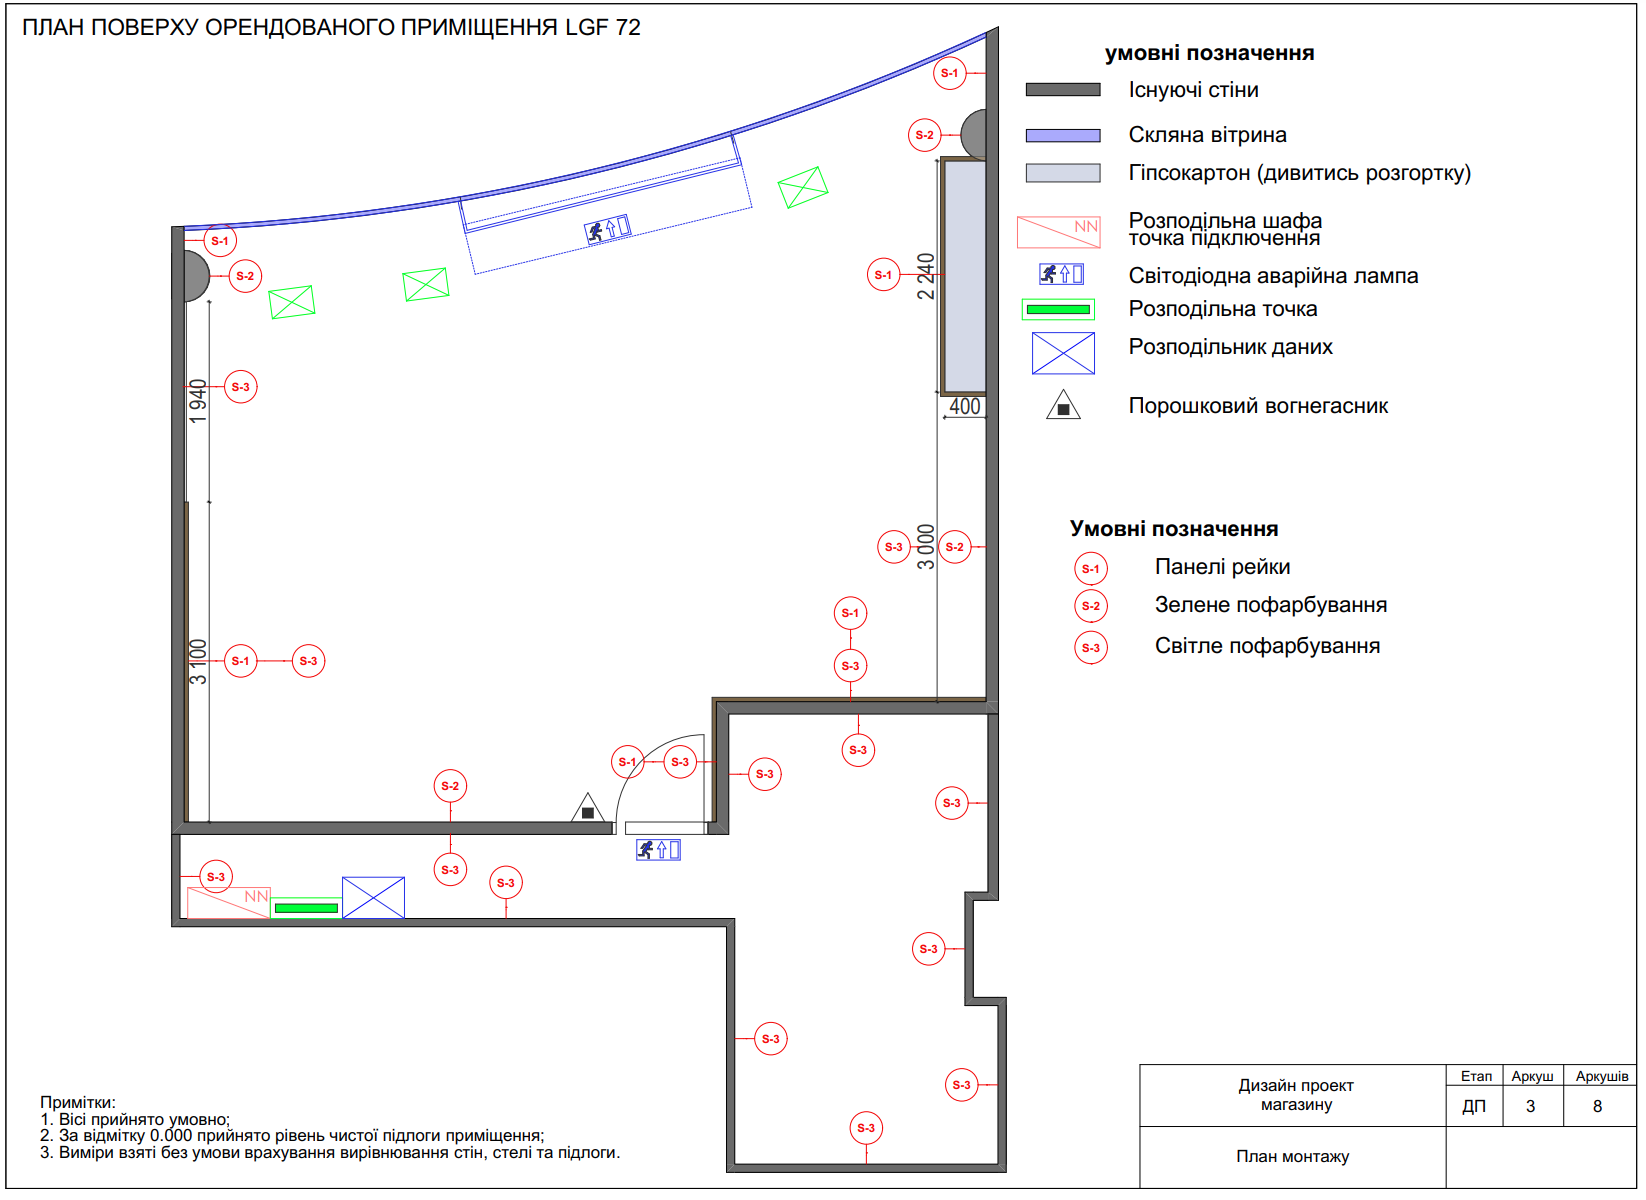 ПЛАН ПОВЕРХУ ОРЕНДОВАНОГО ПРИМІЩЕННЯ LGF 72
умовні позначення
Існуючі стіни
Скляна вітрина
Гіпсокартон (дивитись розгортку)
NN
Розподільна шафа
точка підключення
Світодіодна аварійна лампа
Розподільна точка
Розподільник даних
Порошковий вогнегасник
Умовні позначення
S-1 Панелі рейки
S-2 Зелене пофарбування
S-3 Світле пофарбування
S-1
S-2
S-1
S-2
S-1
2 240
S-3
1 940
400
S-3
S-2
3 000
S-1
S-3
S-1
S-3
3 100
S-3
S-1
S-3
S-3
S-2
S-3
S-3
S-3
S-3
NN
S-3
S-3
S-3
S-3
Примітки:
1. Вісі прийнято умовно;
2. За відмітку 0.000 прийнято рівень чистої підлоги приміщення;
3. Виміри взяті без умови врахування вирівнювання стін, стелі та підлоги.
Дизайн проект
магазину
Етап Аркуш Аркушів
ДП 3 8
План монтажу